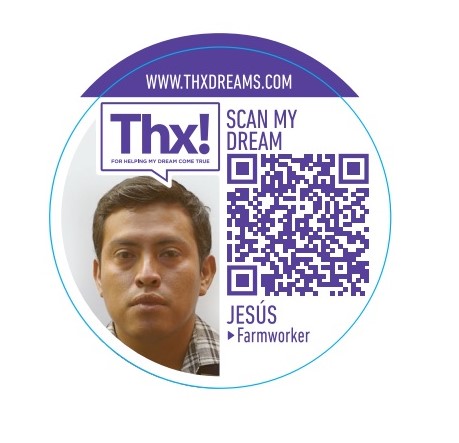 WWW.THXDREAMS.COM
Thx!
FOR HELPING MY DREAM COME TRUE
SCAN MY
DREAM
JESÚS
▶Farmworker